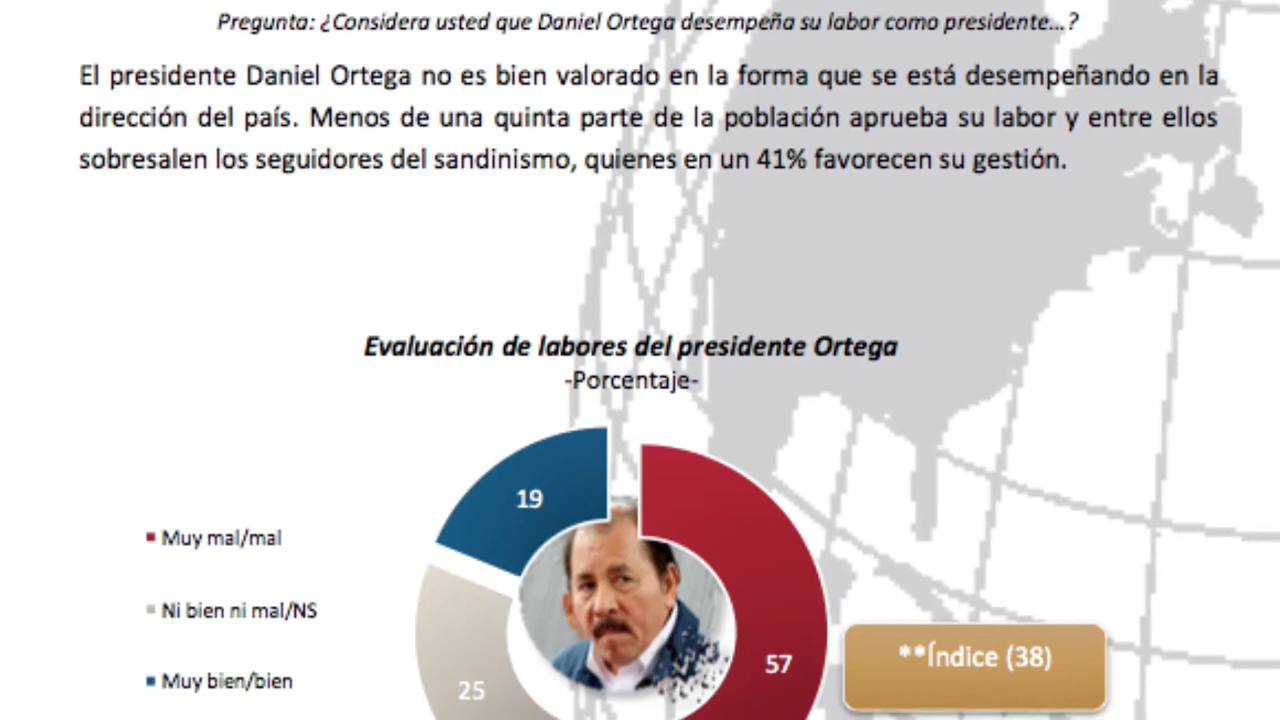 Pregunta: ¿Considera usted que Daniel Ortega desempeña su labor como presidente...?
El presidente Daniel Ortega no es bien valorado en la forma que se está desempeñando en la
dirección del país. Menos de una quinta parte de la población aprueba su labor y entre ellos
sobresalen los seguidores del sandinismo, quienes en un 41% favorecen su gestión.
Evaluación de labores del presidente Ortega
-Porcentaje-
19
Muy mal/mal
Ni bien ni mal/NS
**Índice (38)
57
Muy bien/bien
25